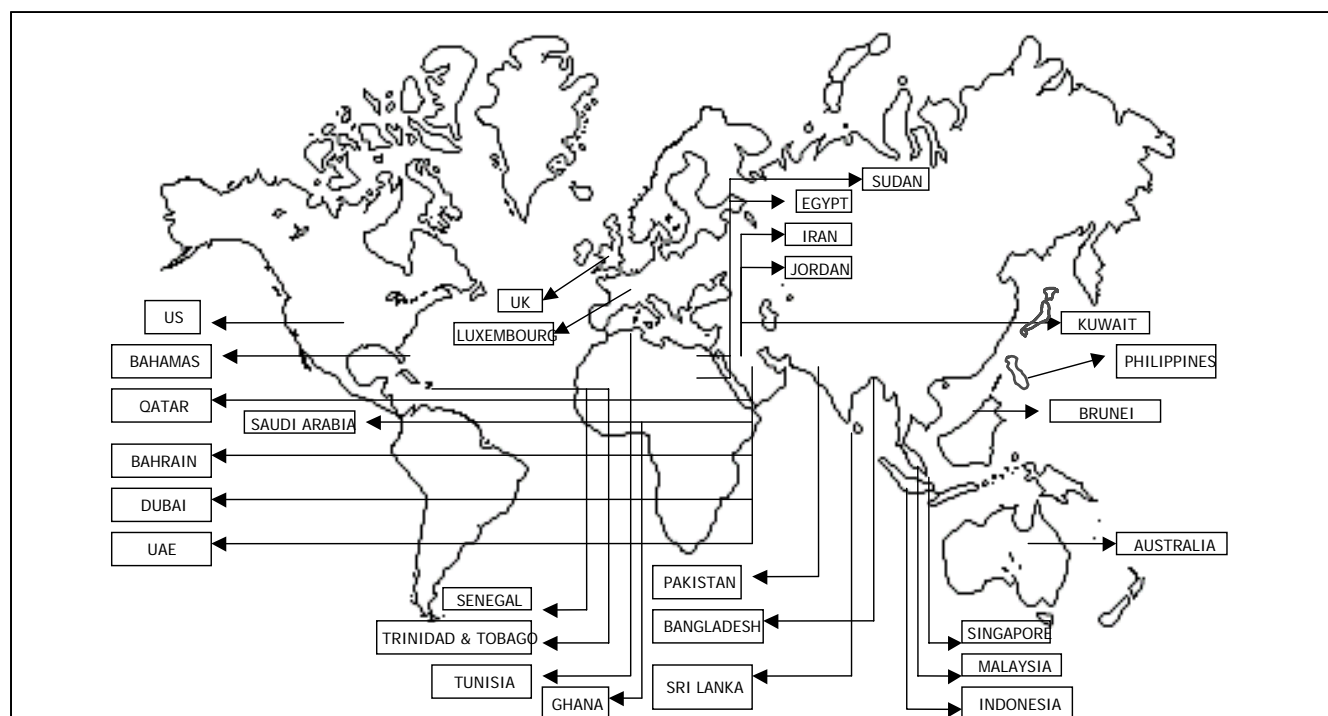 SUDAN
EGYPT
IRAN
JORDAN
UK
US
LUXEMBOURG
KUWAIT
BAHAMAS
PHILIPPINES
QATAR
BRUNEI
SAUDI ARABIA
BAHRAIN
DUBAI
UAE
AUSTRALIA
PAKISTAN
SENEGAL
BANGLADESH
TRINIDAD & TOBAGO
SINGAPORE
MALAYSIA
TUNISIA
SRI LANKA
GHANA
INDONESIA